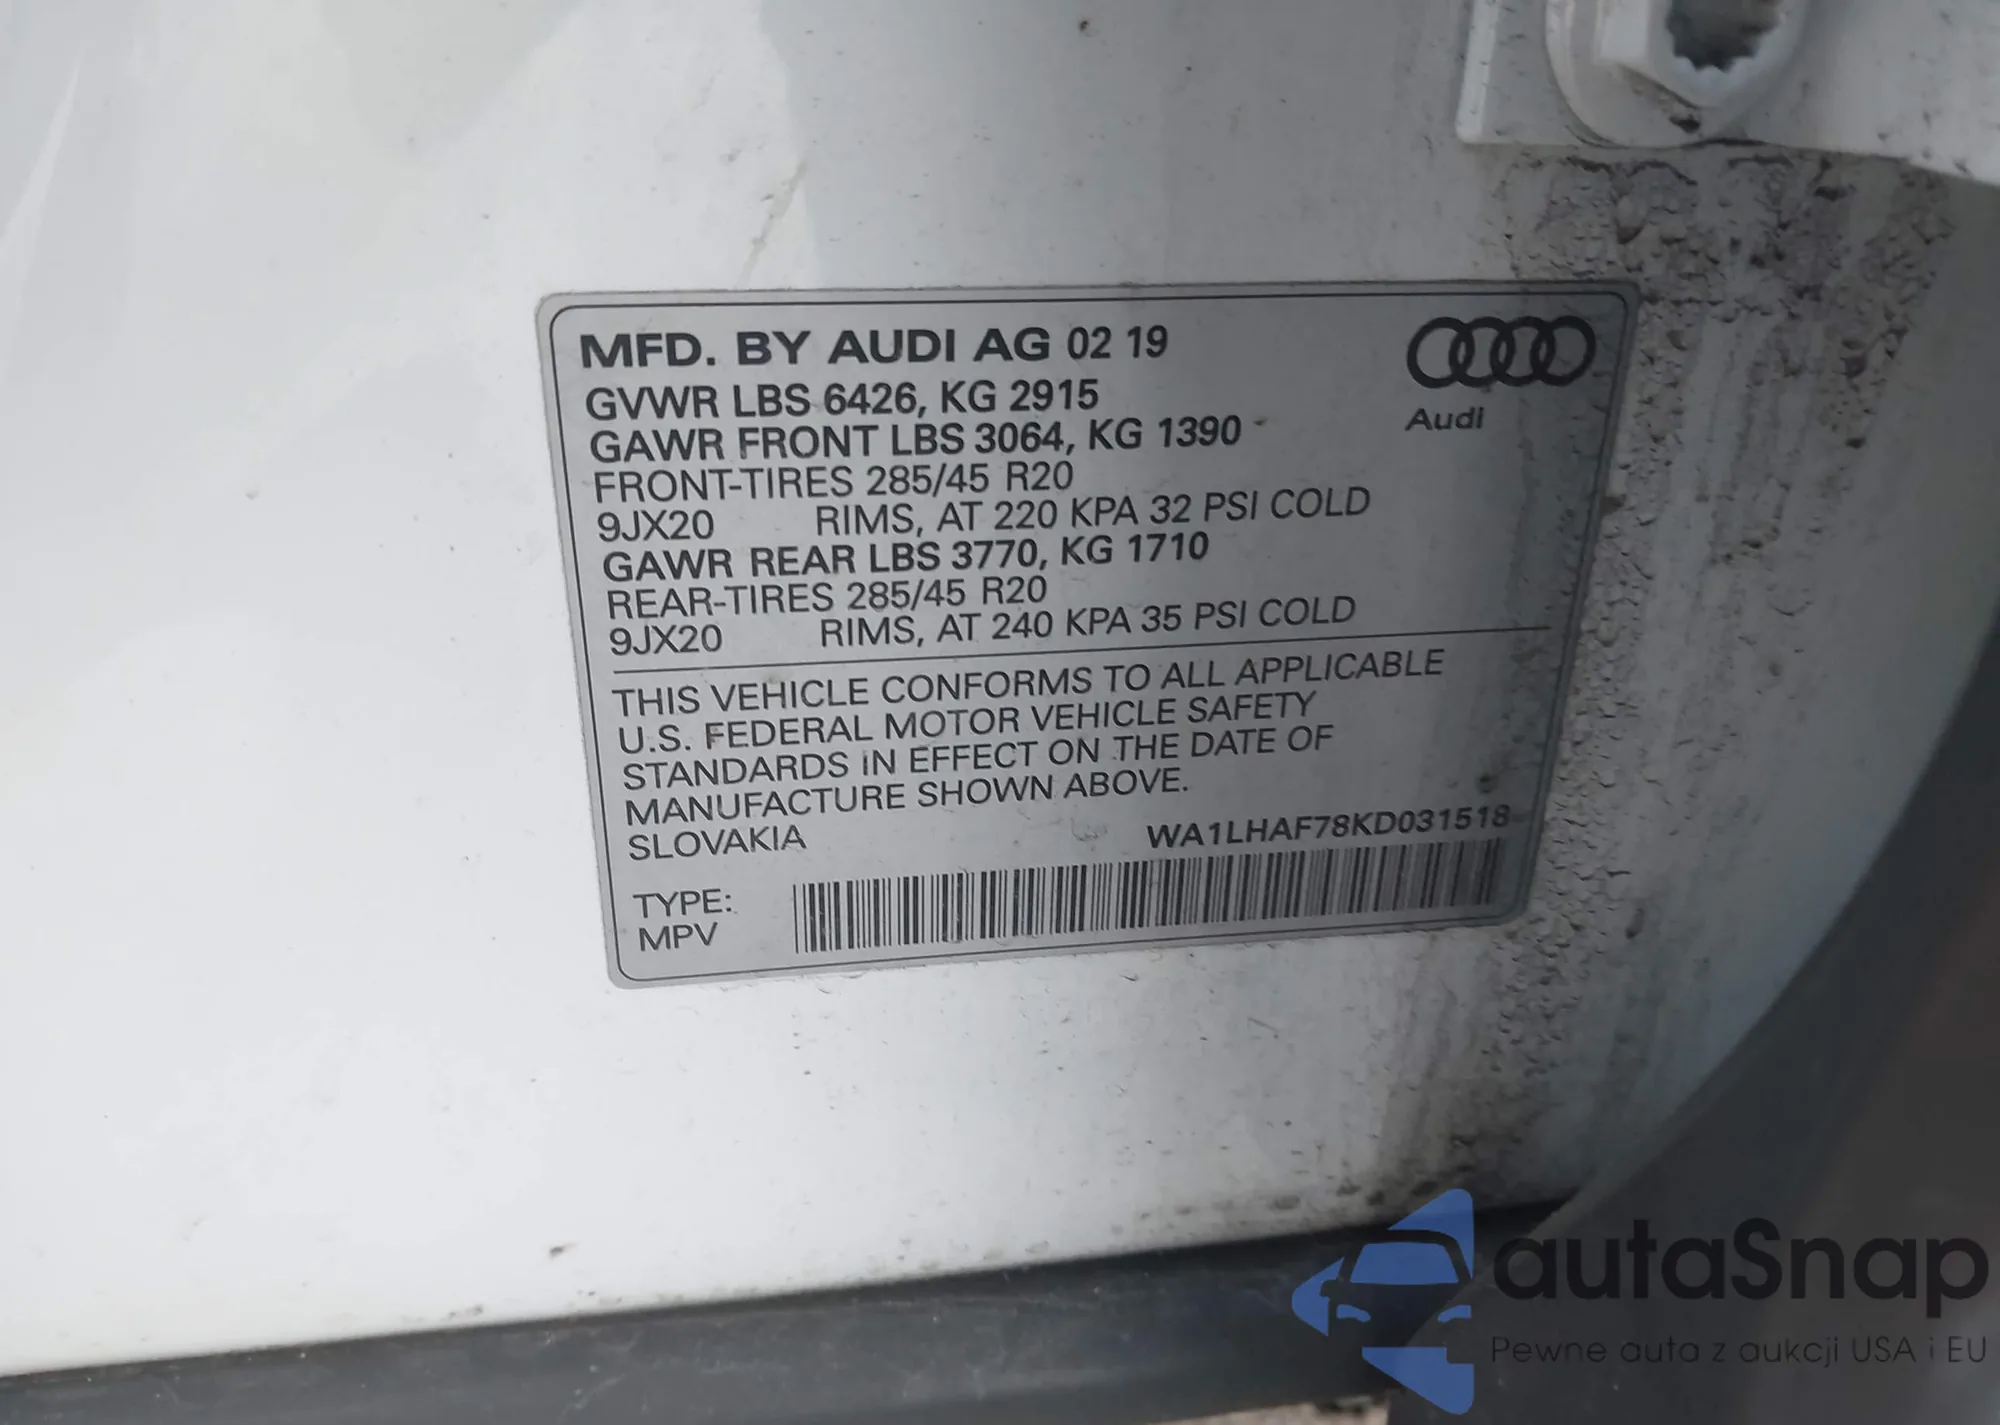 MFD. BY AUDI AG 02 19
GVWR LBS 6426, KG 2915
GAWR FRONT LBS 3064, KG 1390
FRONT-TIRES 285/45 R20
9JX20 RIMS, AT 220 KPA 32 PSI COLD
GAWR REAR LBS 3770, KG 1710
REAR-TIRES 285/45 R20
9JX20 RIMS, AT 240 KPA 35 PSI COLD
Audi
THIS VEHICLE CONFORMS TO ALL APPLICABLE
U.S. FEDERAL MOTOR VEHICLE SAFETY
STANDARDS IN EFFECT ON THE DATE OF
MANUFACTURE SHOWN ABOVE.
SLOVAKIA WA1LHAF78KD031518
TYPE:
MPV
autaSnap
Pewne auta z aukcji USA i EU